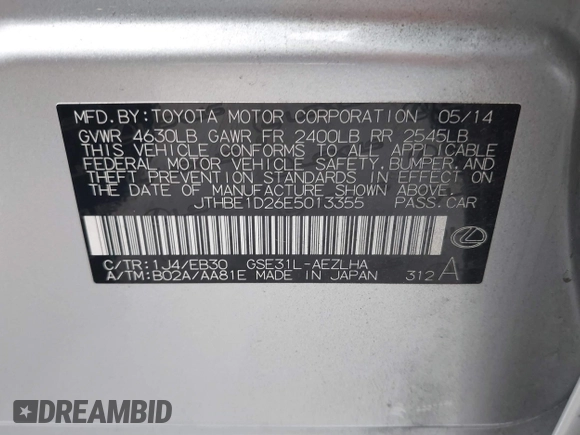 MFD.BY:TOYOTA MOTOR CORPORATION 05/14
GVWR 4630LB GAWR FR 2400LB RR 2545LB
THIS VEHICLE CONFORMS TO ALL APPLICABLE
FEDERAL MOTOR VEHICLE SAFETY, BUMPER, AND
THEFT PREVENTION STANDARDS IN EFFECT ON
THE DATE OF MANUFACTURE SHOWN ABOVE.
JTHBE1D26E5013355 PASS.CAR
C/TR:1J4/EB30 GSE31L-AEZLHA
A/TM:B02A/AA81E MADE IN JAPAN 312A
DREAMBID